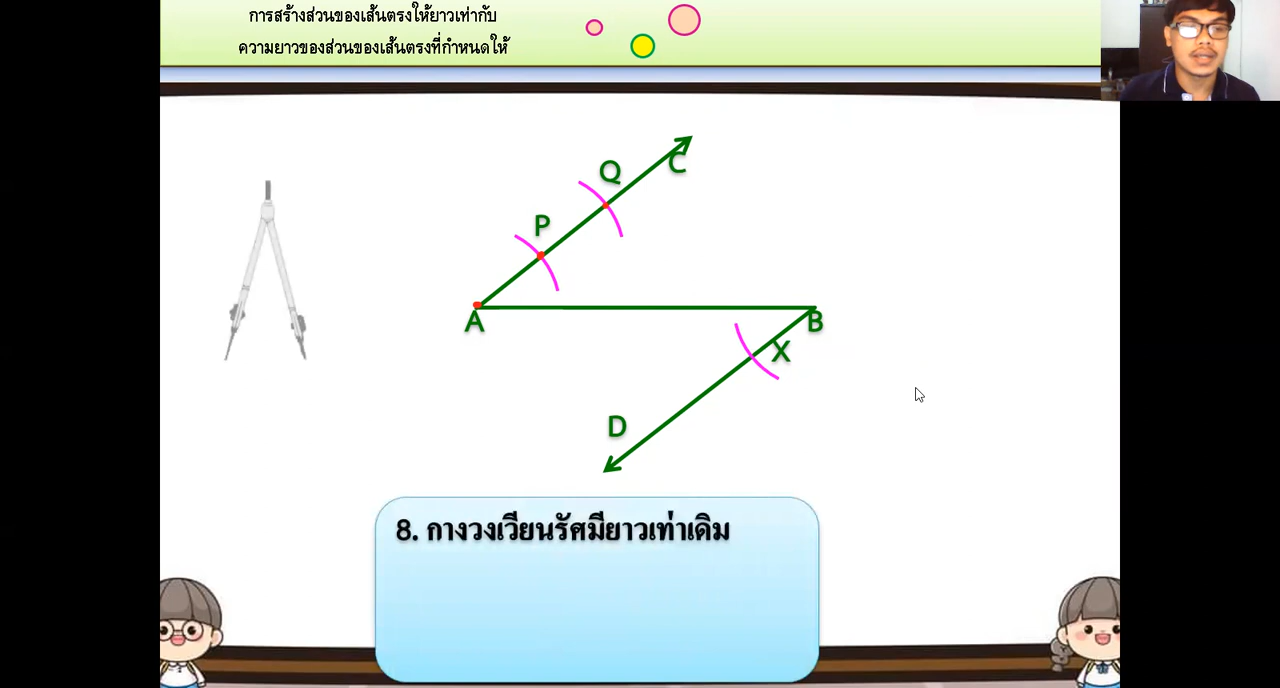 การสร้างส่วนของเส้นตรงให้ยาวเท่ากับ
ความยาวของส่วนของเส้นตรงที่กำหนดให้
C
Q
P
A
B
X
D
8. กางวงเวียนรัศมียาวเท่าเดิม